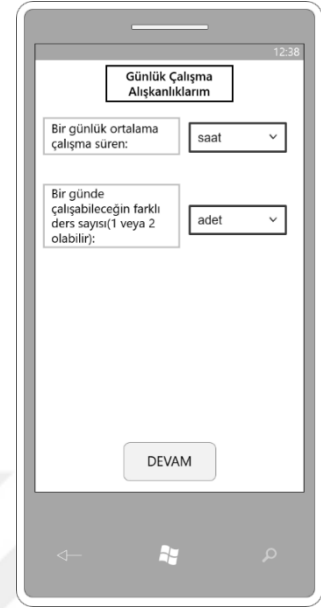 12:38
Günlük Çalışma
Alışkanlıklarım
Bir günlük ortalama
çalışma süren:
saat
Bir günde
çalışabileceğin farklı
ders sayısı(1 veya 2
olabilir):
adet
DEVAM